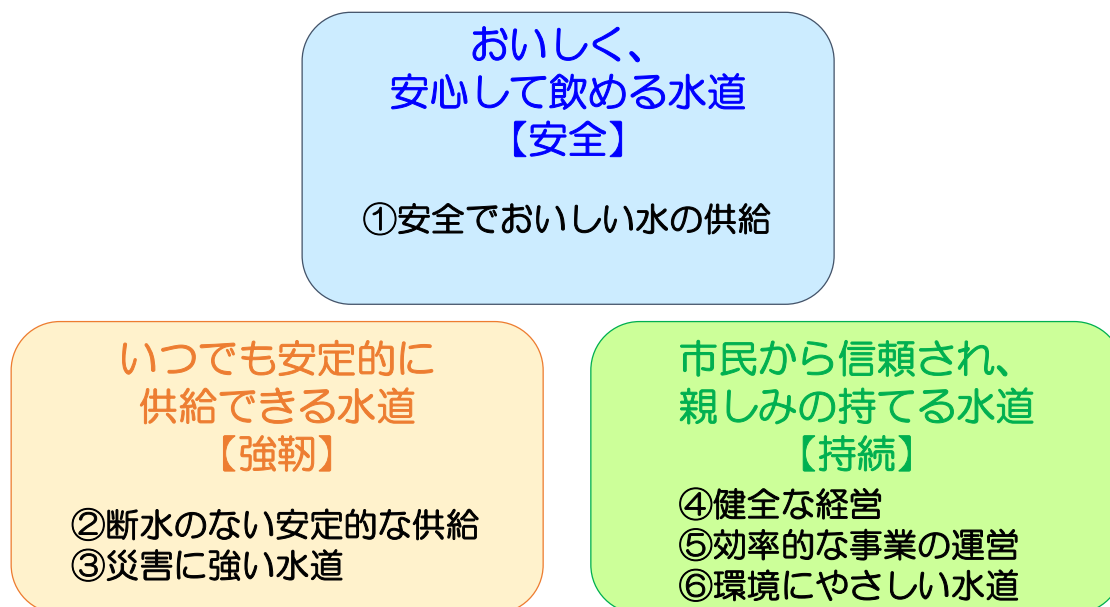 おいしく、
安心して飲める水道
【安全】
①安全でおいしい水の供給
いつでも安定的に
供給できる水道
【強靭】
②断水のない安定的な供給
③災害に強い水道
市民から信頼され、
親しみの持てる水道
【持続】
④健全な経営
⑤効率的な事業の運営
⑥環境にやさしい水道